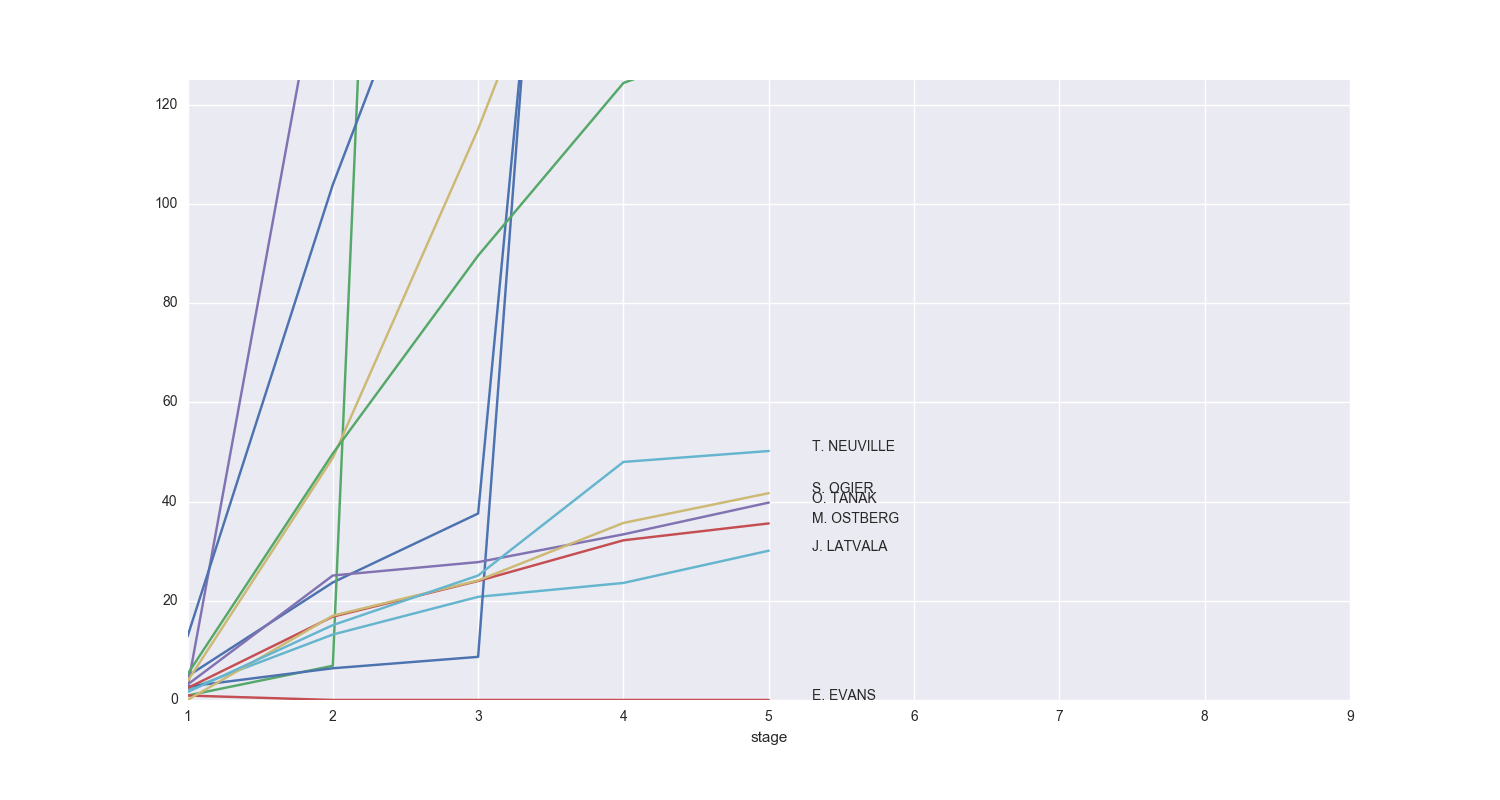 120
100
80
60
40
20
0
T. NEUVILLE
S. OGIER
O. TANAK
M. OSTBERG
J. LATVALA
E. EVANS
1 2 3 4 5 6 7 8 9
stage